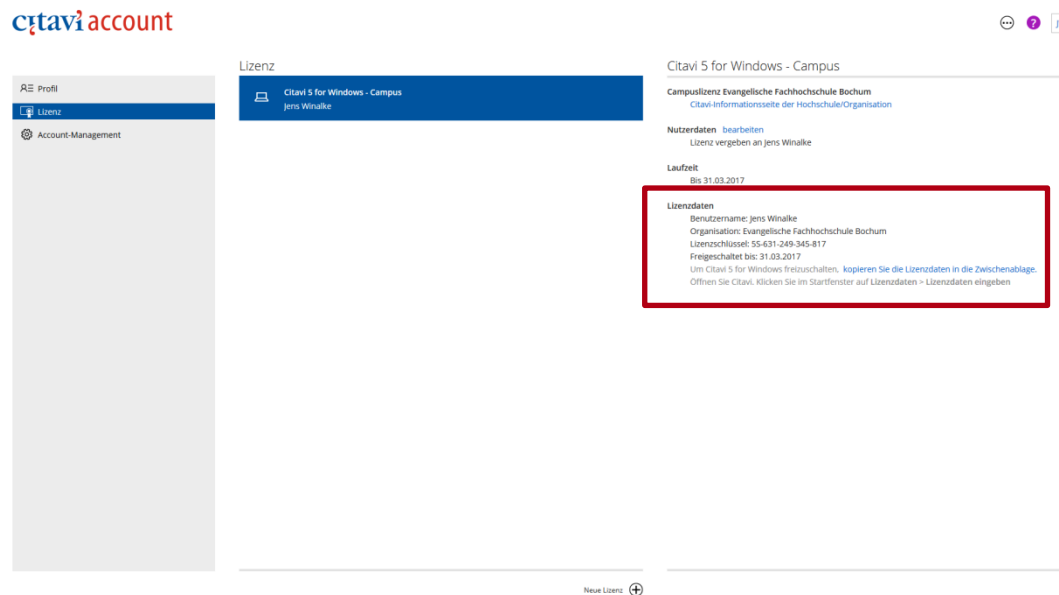 citavi account
?
J
Profil
Lizenz
Account-Management
Lizenz
Citavi 5 for Windows - Campus
Jens Winalke
Neue Lizenz
Citavi 5 for Windows - Campus
Campuslizenz Evangelische Fachhochschule Bochum
Citavi-Informationsseite der Hochschule/Organisation
Nutzerdaten bearbeiten
Lizenz vergeben an Jens Winalke
Laufzeit
Bis 31.03.2017
Lizenzdaten
Benutzername: Jens Winalke
Organisation: Evangelische Fachhochschule Bochum
Lizenzschlüssel: 55-631-249-345-817
Freigeschaltet bis: 31.03.2017
Um Citavi 5 for Windows freizuschalten, kopieren Sie die Lizenzdaten in die Zwischenablage.
Öffnen Sie Citavi. Klicken Sie im Startfenster auf Lizenzdaten > Lizenzdaten eingeben